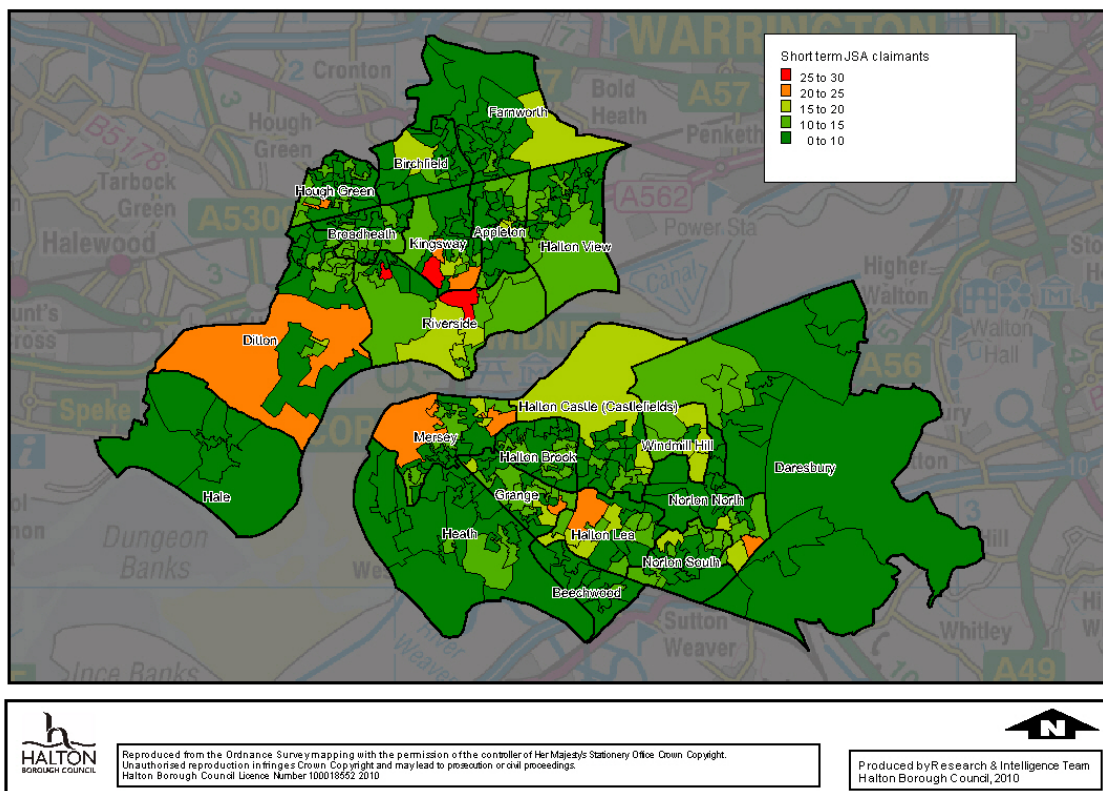 WARRINGTON
Cronton
Bold
Heath
A57
Penketh
Hough
Green
Tarbock
Green
A5300
Halewood
A562
Power Sta
Canal
Higher
Walton
Walton
Hall
A56
Speke
Dungeon
Banks
Ince Banks
River
Weaver
Sutton
Weaver
Whitley
A49
Short term JSA claimants
25 to 30
20 to 25
15 to 20
10 to 15
0 to 10
Farnworth
Birchfield
Hough Green
Broadheath
Kingsway
Appleton
Halton View
Riverside
Ditton
Hale
Mersey
Halton Castle (Castlefields)
Windmill Hill
Halton Brook
Daresbury
Grange
Norton North
Heath
Halton Lea
Norton South
Beechwood
HALTON
BOROUGH COUNCIL
Reproduced from the Ordnance Survey mapping with the permission of the controller of Her Majesty's Stationery Office Crown Copyright.
Unauthorised reproduction infringes Crown Copyright and may lead to prosecution or civil proceedings.
Halton Borough Council Licence Number 100018552 2010
N
Produced by Research & Intelligence Team
Halton Borough Council, 2010